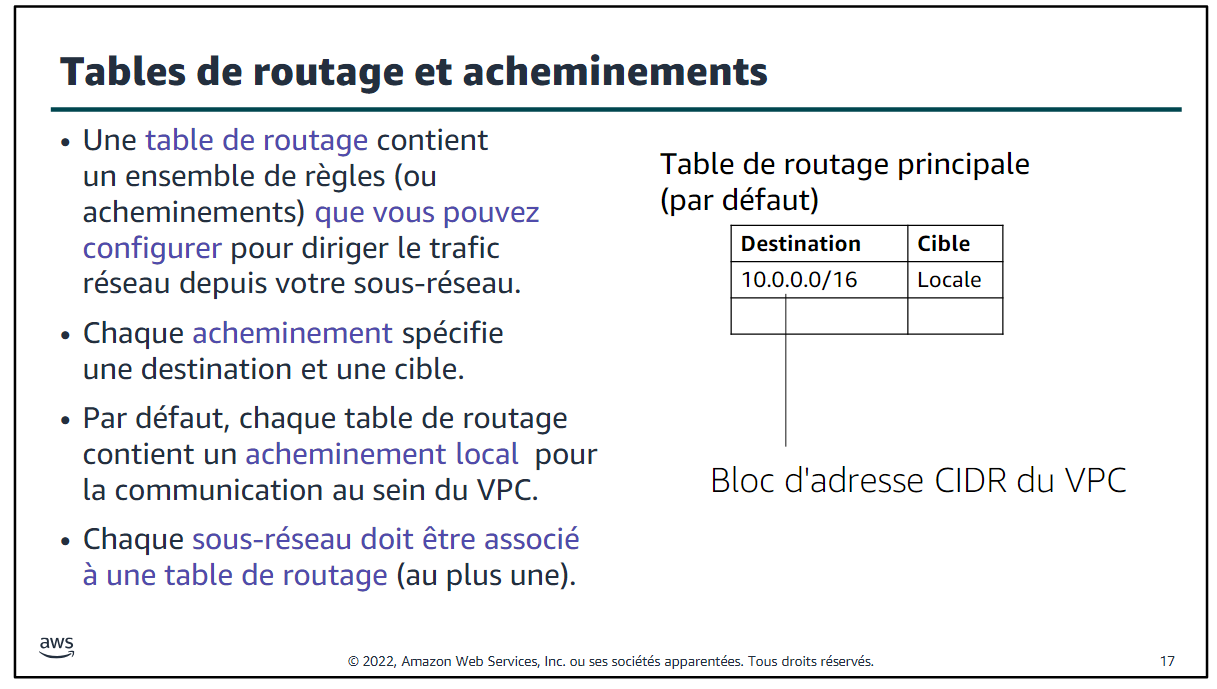 Tables de routage et acheminements
• Une table de routage contient
un ensemble de règles (ou
acheminements) que vous pouvez
configurer pour diriger le trafic
réseau depuis votre sous-réseau.
• Chaque acheminement spécifie
une destination et une cible.
• Par défaut, chaque table de routage
contient un acheminement local pour
la communication au sein du VPC.
• Chaque sous-réseau doit être associé
à une table de routage (au plus une).
Table de routage principale
(par défaut)
Destination Cible
10.0.0.0/16 Locale
Bloc d'adresse CIDR du VPC
aws
© 2022, Amazon Web Services, Inc. ou ses sociétés apparentées. Tous droits réservés.
17